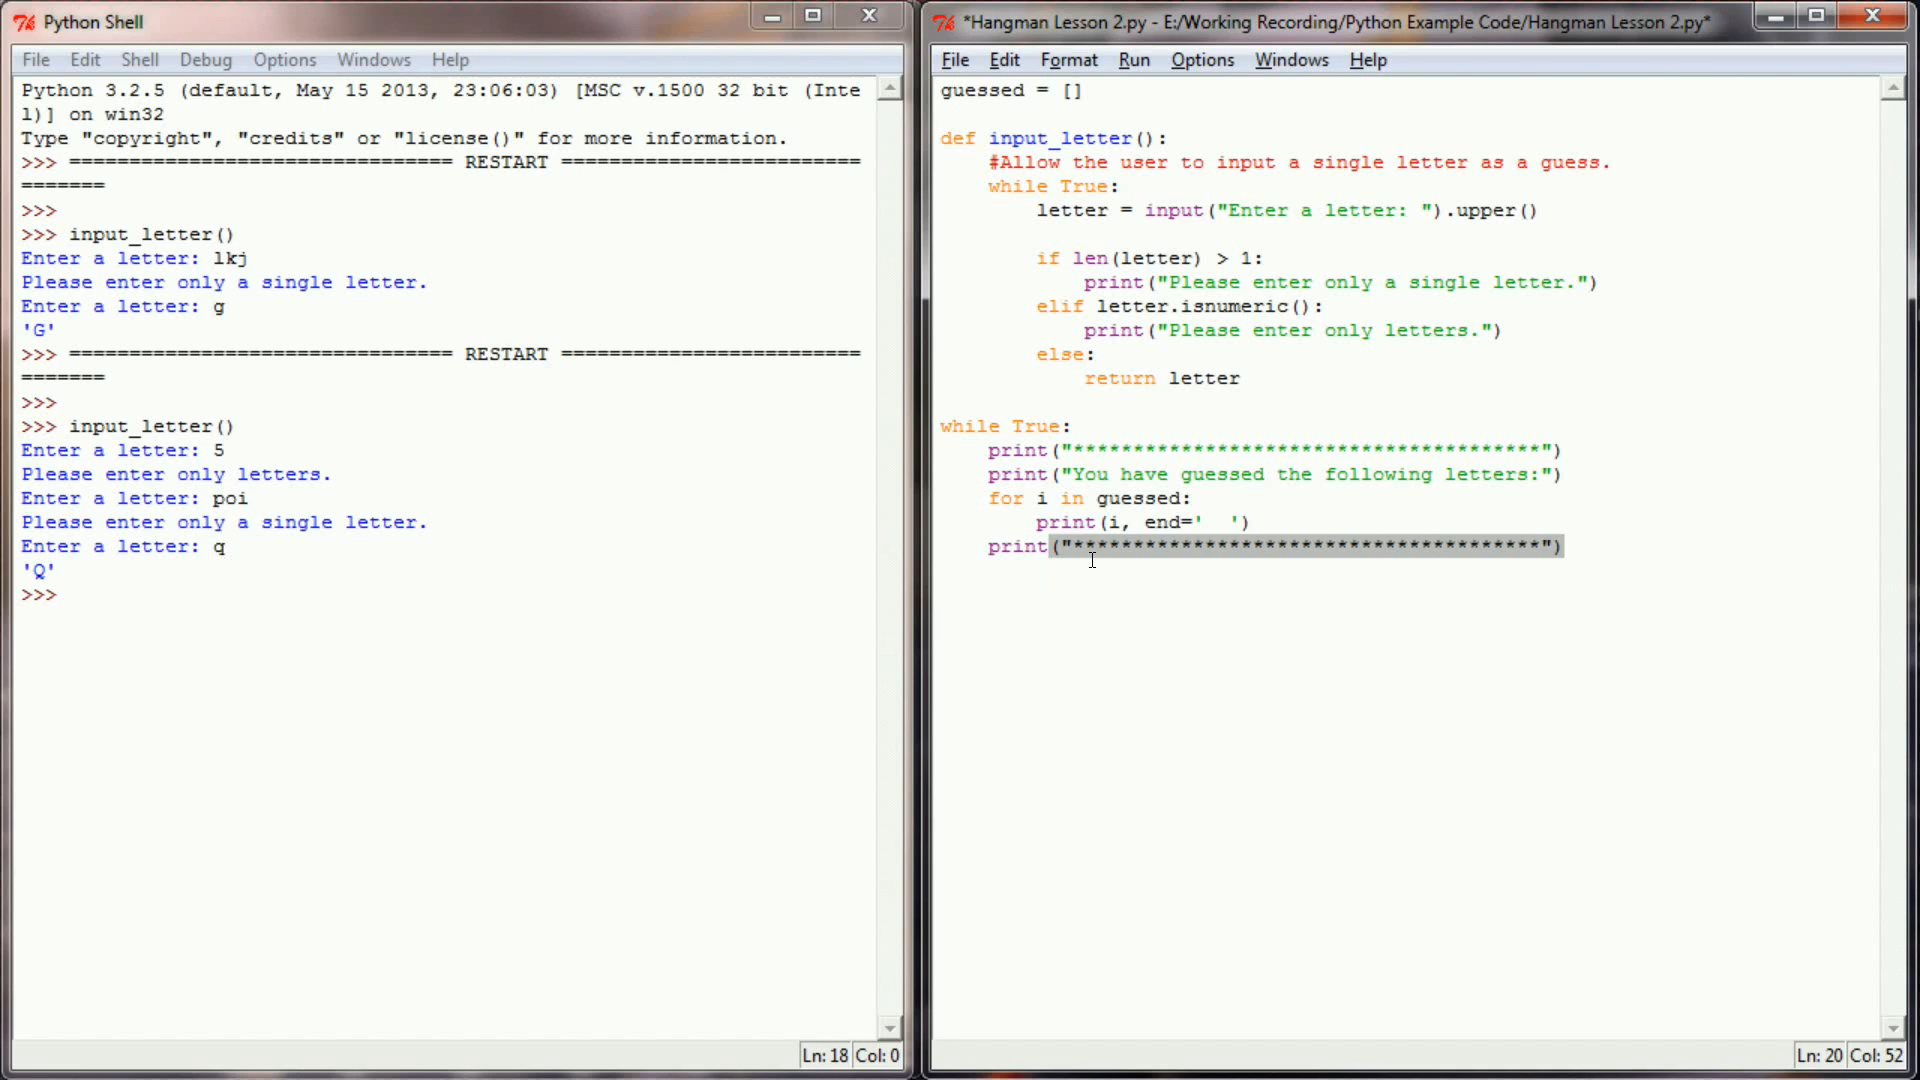 Python Shell
File Edit Shell Debug Options Windows Help
Python 3.2.5 (default, May 15 2013, 23:06:03) [MSC v.1500 32 bit (Inte
l)] on win32
Type "copyright", "credits" or "license()" for more information.
>>> ================================ RESTART =========================
=======
>>>
>>> input_letter()
Enter a letter: lkj
Please enter only a single letter.
Enter a letter: g
'G'
>>> ================================ RESTART =========================
=======
>>>
>>> input_letter()
Enter a letter: 5
Please enter only letters.
Enter a letter: poi
Please enter only a single letter.
Enter a letter: q
'Q'
>>>
Ln: 18 Col: 0
*Hangman Lesson 2.py - E:/Working Recording/Python Example Code/Hangman Lesson 2.py*
File Edit Format Run Options Windows Help
guessed = []
def input_letter():
    #Allow the user to input a single letter as a guess.
    while True:
        letter = input("Enter a letter: ").upper()
        if len(letter) > 1:
            print("Please enter only a single letter.")
        elif letter.isnumeric():
            print("Please enter only letters.")
        else:
            return letter
while True:
    print("***************************************")
    print("You have guessed the following letters:")
    for i in guessed:
        print(i, end='  ')
    print("***************************************")
Ln: 20 Col: 52